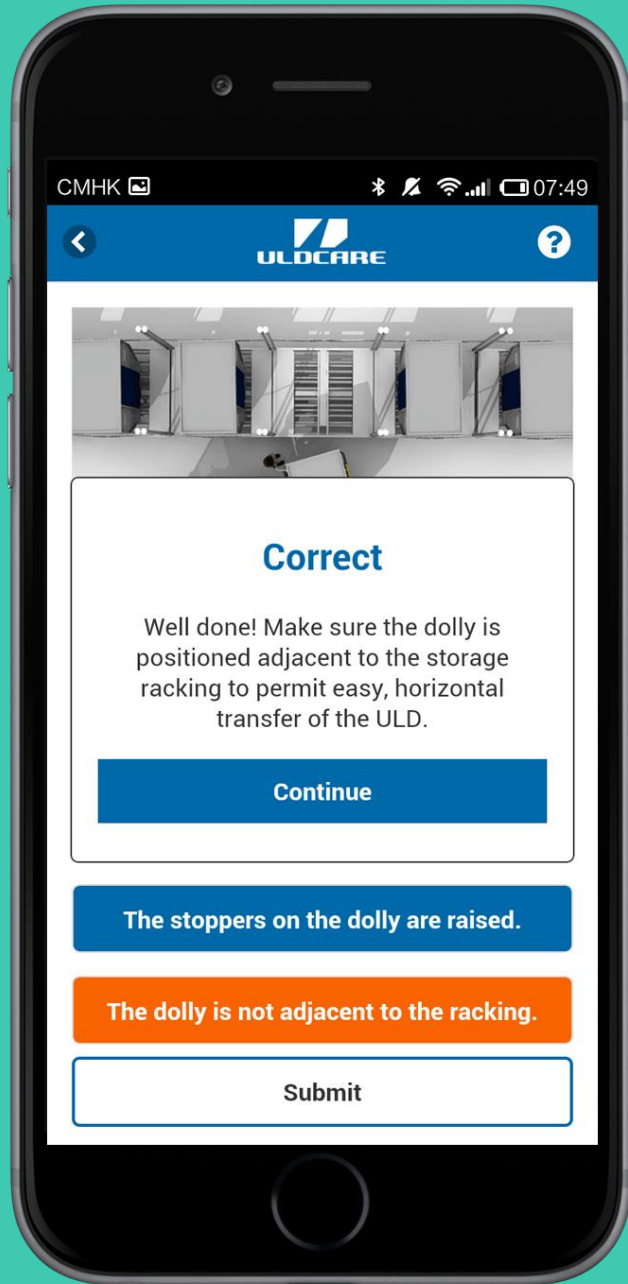 CMHK 07:49
ULDCARE
?
Correct
Well done! Make sure the dolly is
positioned adjacent to the storage
racking to permit easy, horizontal
transfer of the ULD.
Continue
The stoppers on the dolly are raised.
The dolly is not adjacent to the racking.
Submit